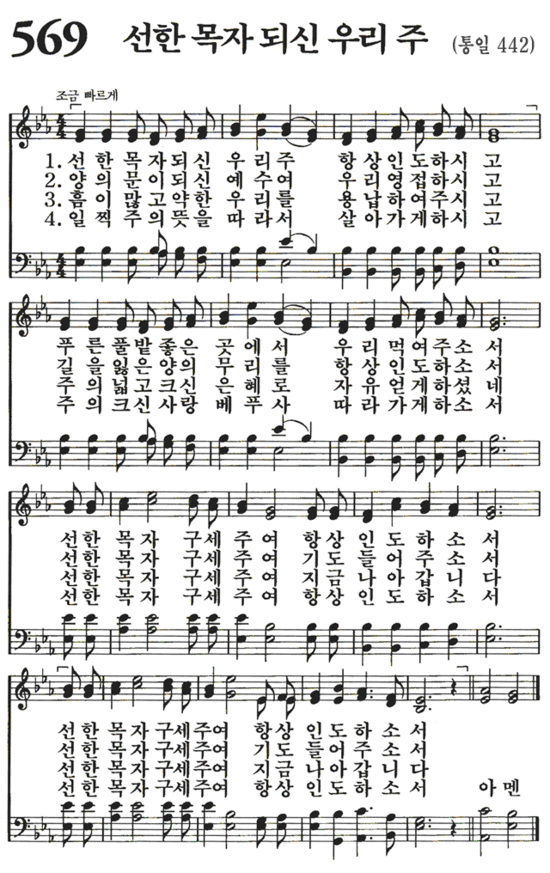 569 선한 목자 되신 우리 주 (통일 442)
조금 빠르게
1. 선 한 목 자 되 신 우 리 주 항 상 인 도 하 시 고
2. 양 의 문 이 되 신 예 수 여 우 리 영 접 하 시 고
3. 흠 이 많 고 약 한 우 리 를 용 납 하 여 주 시 고
4. 일 찍 주 의 뜻 을 따 라 서 살 아 가 게 하 시 고
푸 른 풀 밭 좋 은 곳 에 서 우 리 먹 여 주 소 서
길 을 잃 은 양 의 무 리 를 항 상 인 도 하 소 서
주 의 넓 고 크 신 은 혜 로 자 유 얻 게 하 셨 네
주 의 크 신 사 랑 베 푸 사 따 라 가 게 하 소 서
선 한 목 자 구 세 주 여 항 상 인 도 하 소 서
선 한 목 자 구 세 주 여 기 도 들 어 주 소 서
선 한 목 자 구 세 주 여 지 금 나 아 갑 니 다
선 한 목 자 구 세 주 여 항 상 인 도 하 소 서
선 한 목 자 구 세 주 여 항 상 인 도 하 소 서
선 한 목 자 구 세 주 여 기 도 들 어 주 소 서
선 한 목 자 구 세 주 여 지 금 나 아 갑 니 다
선 한 목 자 구 세 주 여 항 상 인 도 하 소 서 아 멘